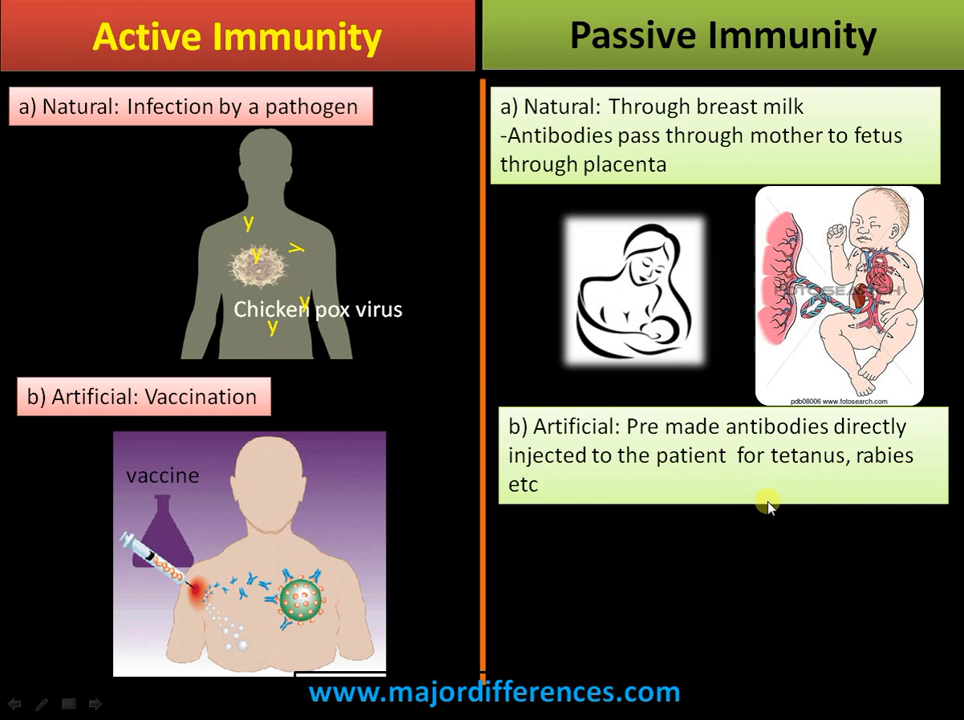 Active Immunity
Passive Immunity
a) Natural: Infection by a pathogen
y
y
y
y
y
Chicken pox virus
b) Artificial: Vaccination
vaccine
a) Natural: Through breast milk
-Antibodies pass through mother to fetus
through placenta
FOTOSEARCH
pdb08006 www.fotosearch.com
b) Artificial: Pre made antibodies directly
injected to the patient for tetanus, rabies
etc
www.majordifferences.com